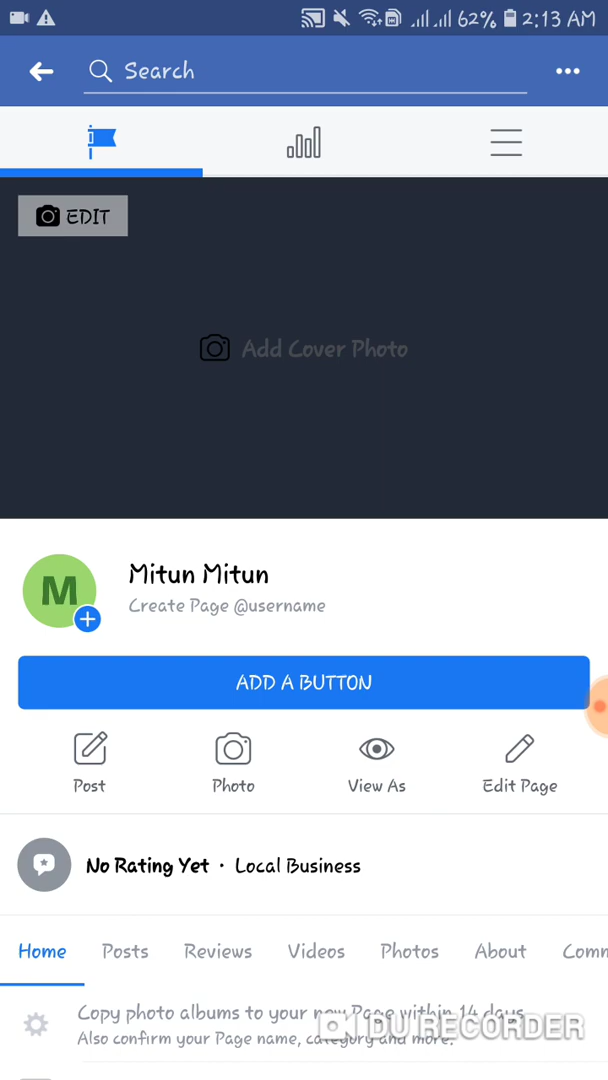 62% 2:13 AM
Search
EDIT
Add Cover Photo
M
Mitun Mitun
Create Page @username
ADD A BUTTON
Post Photo View As Edit Page
No Rating Yet · Local Business
Home Posts Reviews Videos Photos About Comm
Copy photo albums to your new Page within 14 days.
Also confirm your Page name, category and more.
DU RECORDER